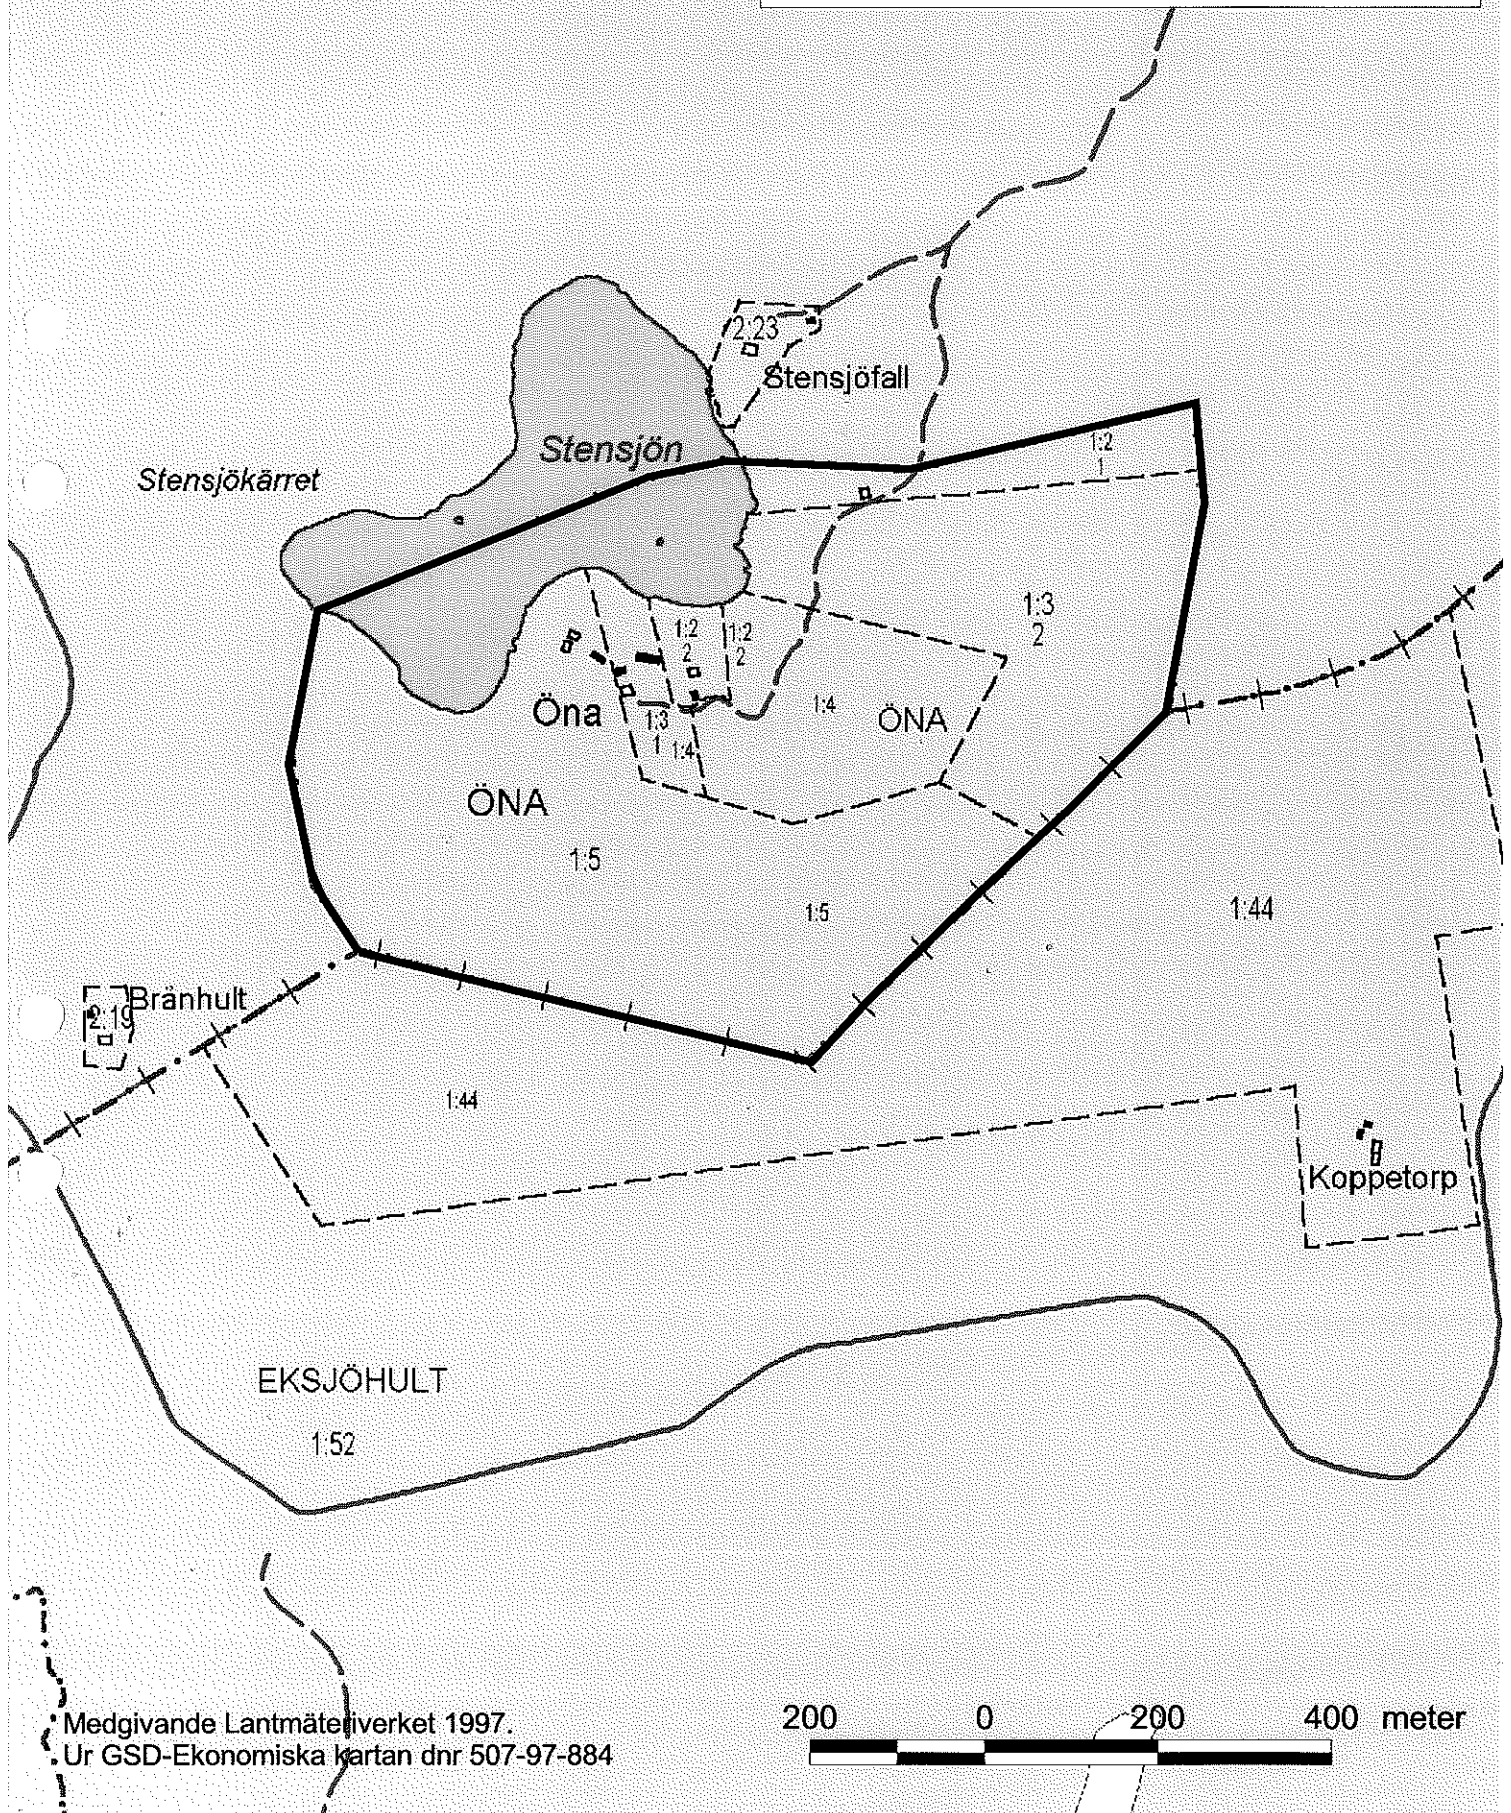 2:23
Stensjöfall
Stensjön
Stensjökärret
1:2
1
1:3
2
1:2
2
1:2
2
Öna
1:3
1
1:4
1:4
ÖNA
ÖNA
1:5
1:5
1:44
Bränhult
2:19
1:44
Koppetorp
EKSJÖHULT
1:52
Medgivande Lantmäteriverket 1997.
Ur GSD-Ekonomiska kartan dnr 507-97-884
200 0 200 400 meter